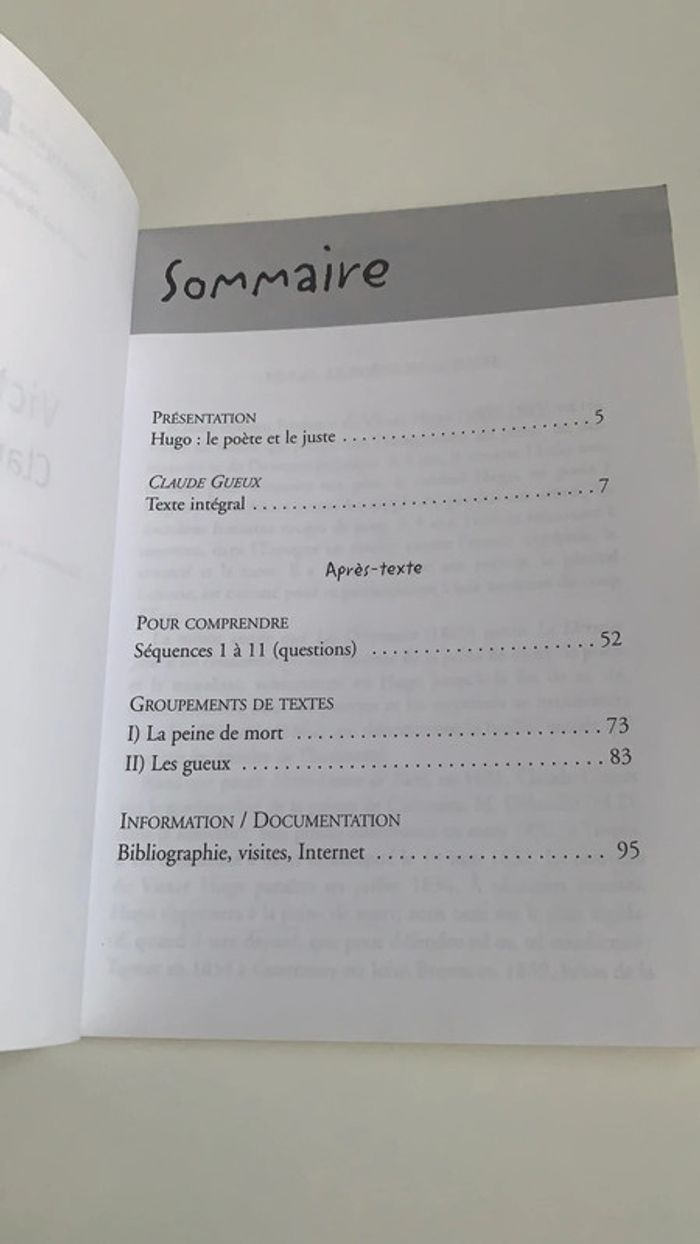 Sommaire
PRÉSENTATION
Hugo : le poète et le juste . . . . . . . . . . . . . . . . . . . . . . . . . . 5
CLAUDE GUEUX
Texte intégral . . . . . . . . . . . . . . . . . . . . . . . . . . . . . . . . . . . . 7
Après-texte
POUR COMPRENDRE
Séquences 1 à 11 (questions) . . . . . . . . . . . . . . . . . . . . . . . 52
GROUPEMENTS DE TEXTES
I) La peine de mort . . . . . . . . . . . . . . . . . . . . . . . . . . . . . . . 73
II) Les gueux . . . . . . . . . . . . . . . . . . . . . . . . . . . . . . . . . . . . 83
INFORMATION / DOCUMENTATION
Bibliographie, visites, Internet . . . . . . . . . . . . . . . . . . . . 95